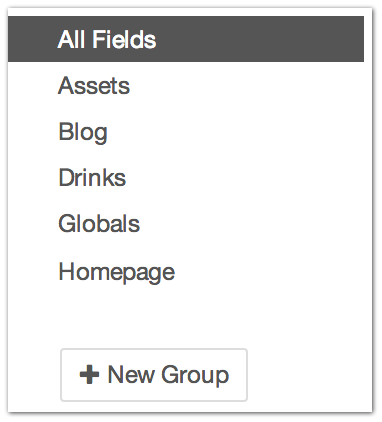 All Fields
Assets
Blog
Drinks
Globals
Homepage
New Group